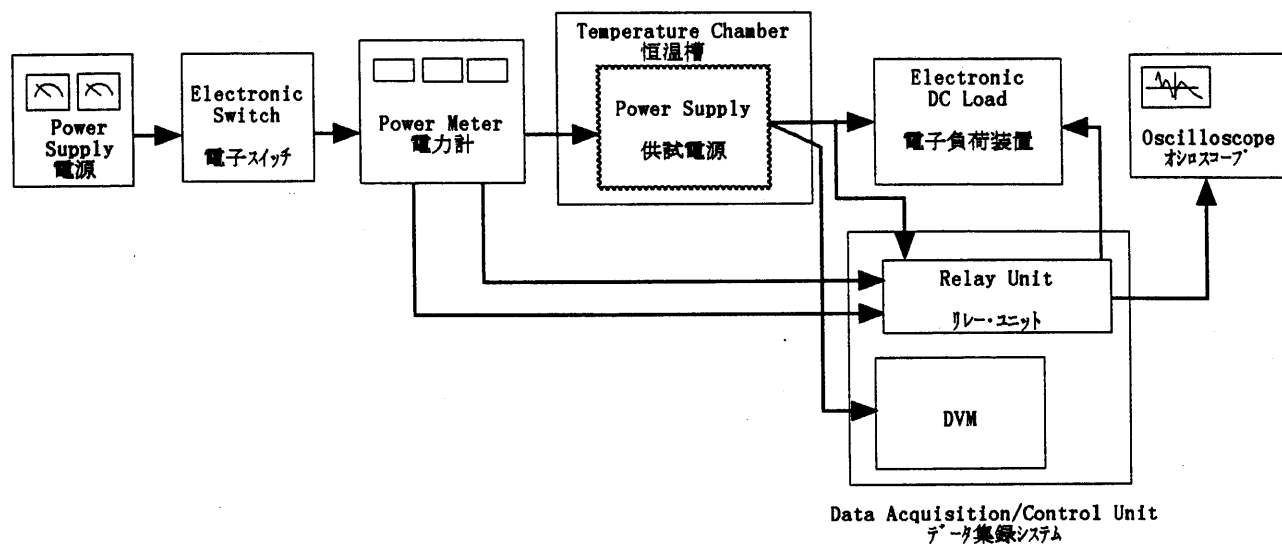 Power
Supply
電源
Electronic
Switch
電子スイッチ
Power Meter
電力計
Temperature Chamber
恒温槽
Power Supply
供試電源
Electronic
DC Load
電子負荷装置
Oscilloscope
オシロスコープ
Relay Unit
リレー・ユニット
DVM
Data Acquisition/Control Unit
データ集録システム